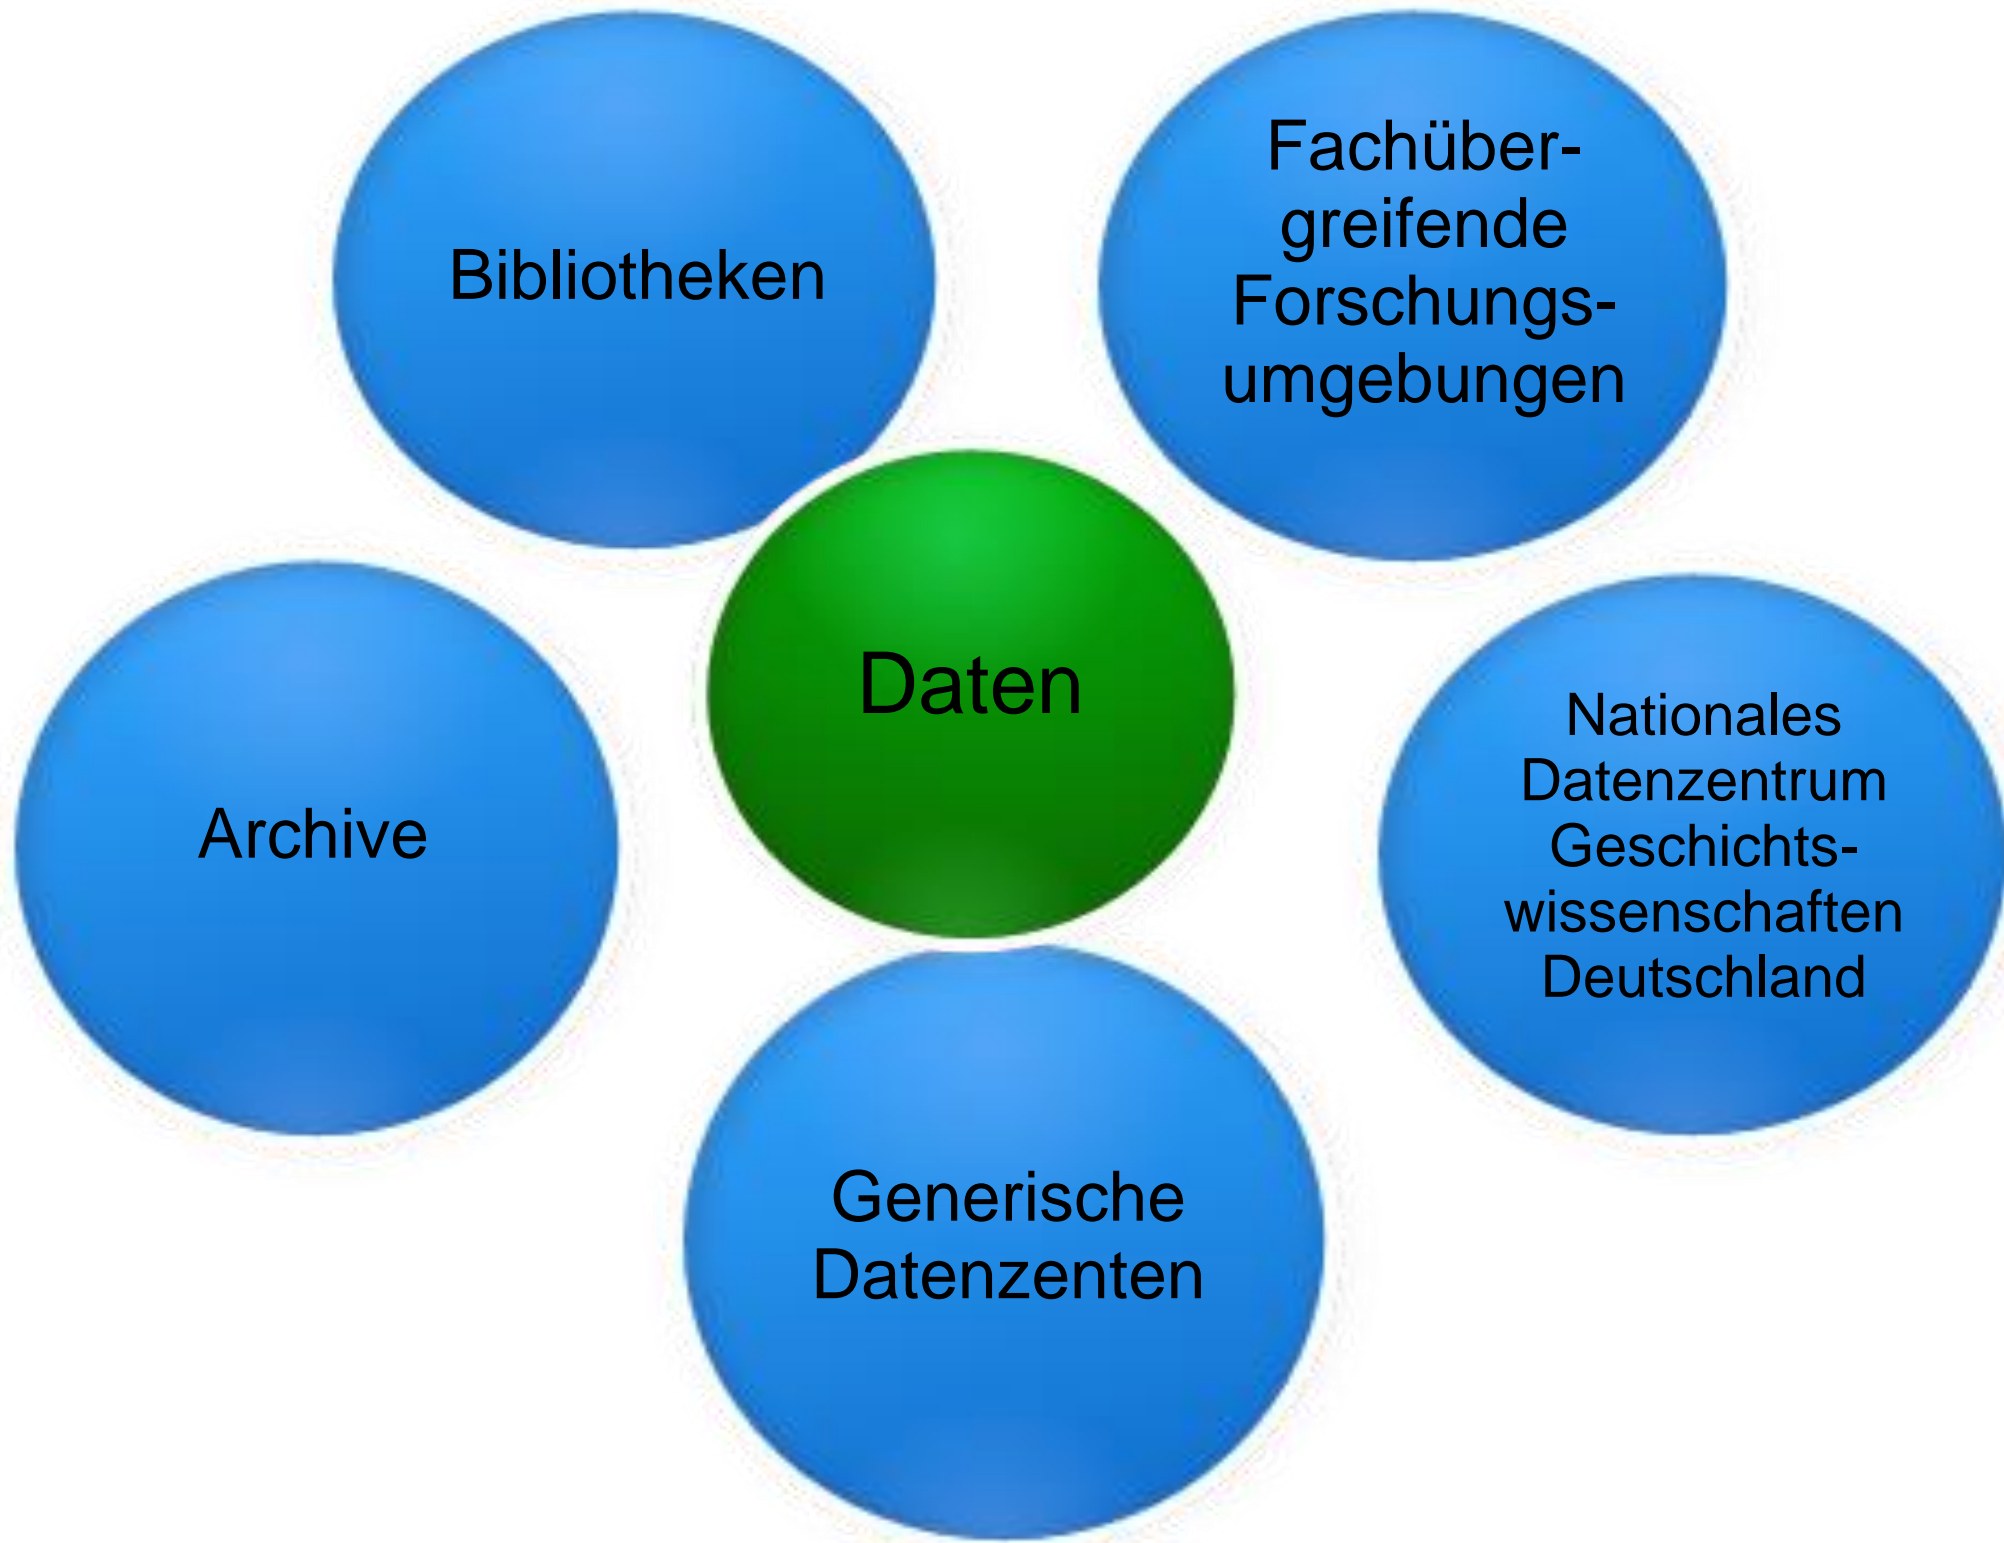 Bibliotheken
Fachüber-
greifende
Forschungs-
umgebungen
Daten
Archive
Nationales
Datenzentrum
Geschichts-
wissenschaften
Deutschland
Generische
Datenzenten